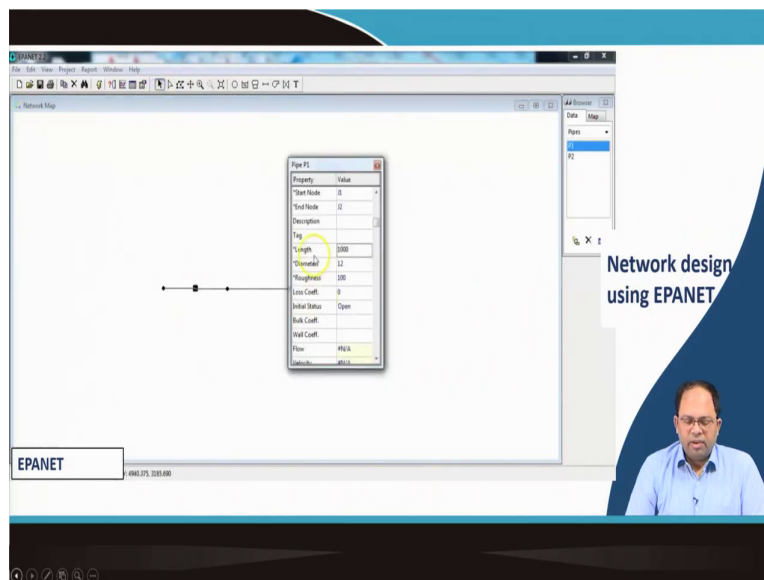 EPANET 2.2
File Edit View Project Report Window Help
Network Map
Browser
Data Map
Pipes
P1
P2
Pipe P1
Property Value
*Start Node J1
*End Node J2
Description
Tag
*Length 1000
*Diameter 12
*Roughness 100
Loss Coeff. 0
Initial Status Open
Bulk Coeff.
Wall Coeff.
Flow #N/A
Velocity #N/A
Network design
using EPANET
EPANET
4940.375, 3185.690